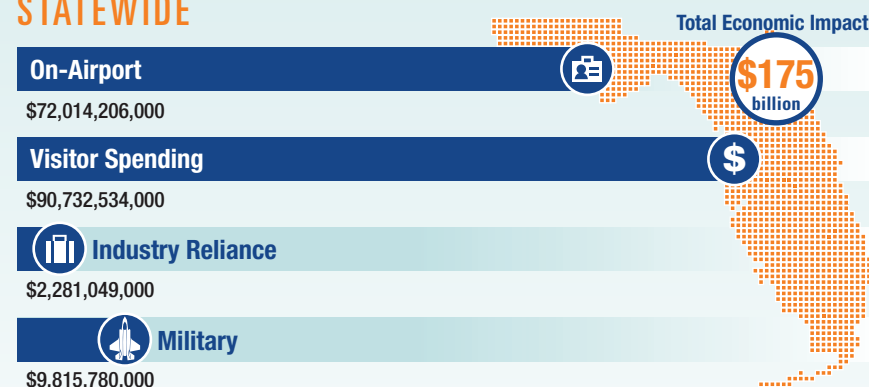 STATEWIDE
Total Economic Impact
$175
billion
On-Airport
$72,014,206,000
Visitor Spending
$
$90,732,534,000
Industry Reliance
$2,281,049,000
Military
$9,815,780,000